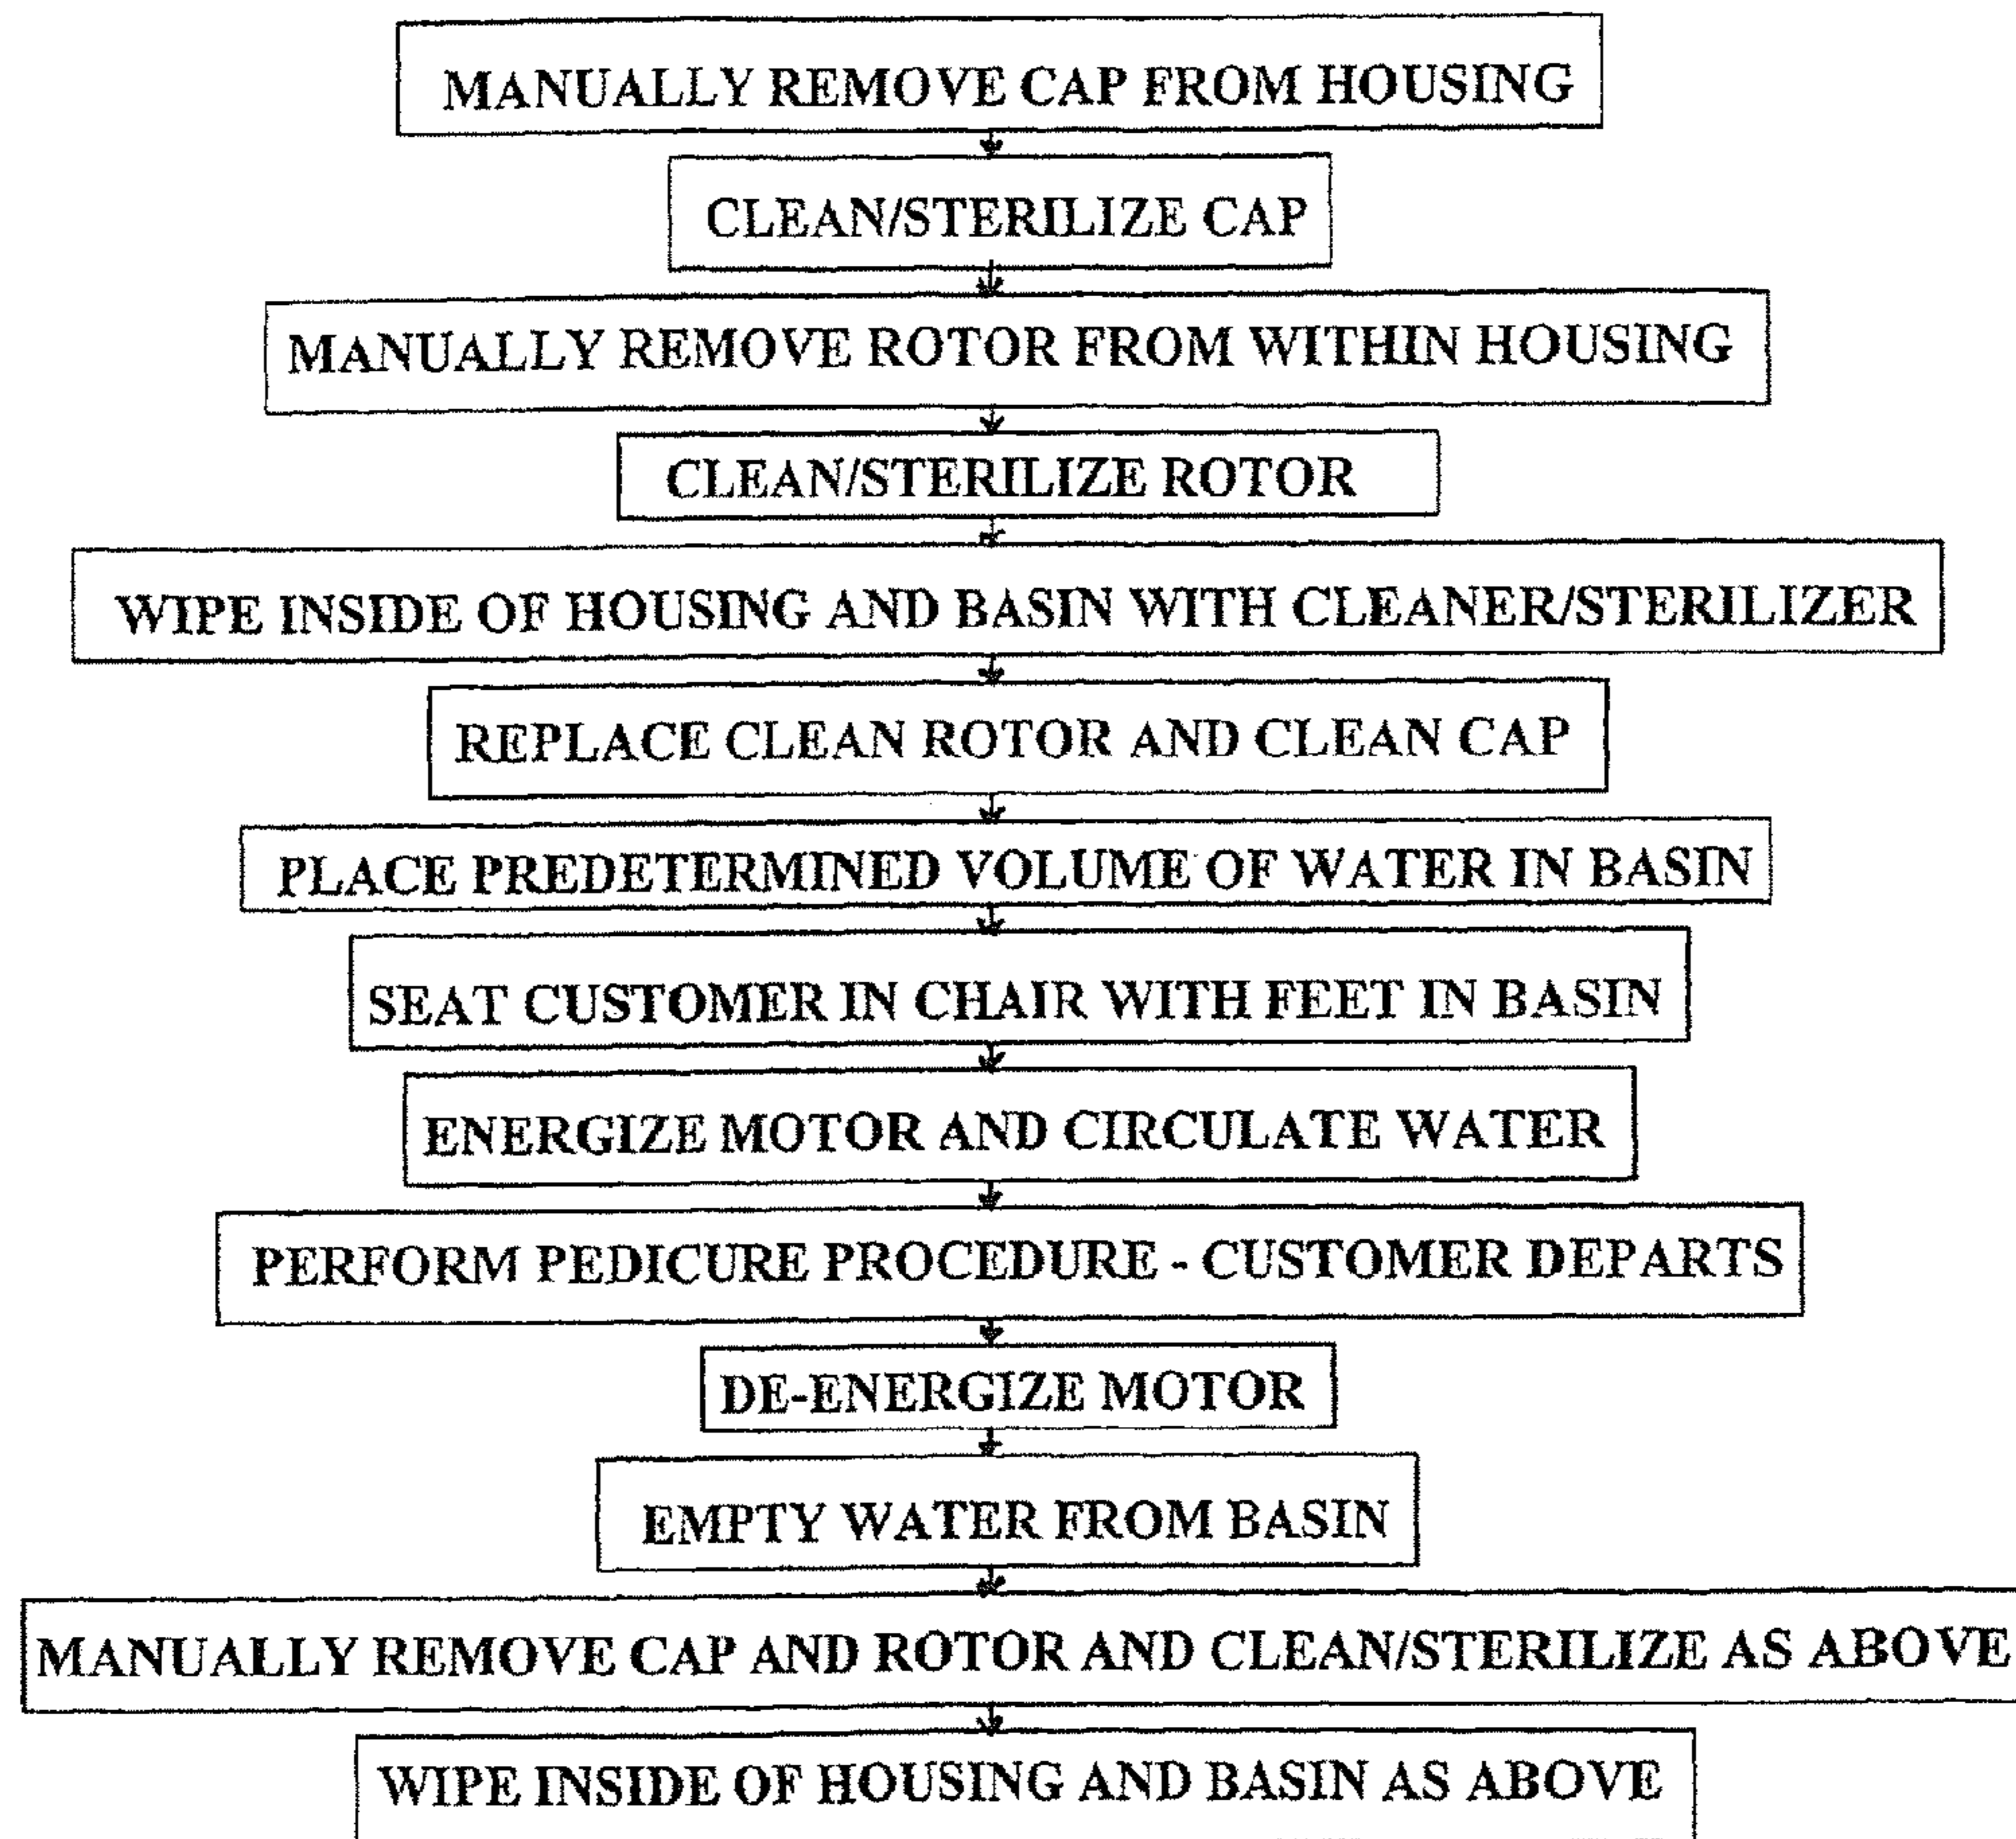 MANUALLY REMOVE CAP FROM HOUSING
CLEAN/STERILIZE CAP
MANUALLY REMOVE ROTOR FROM WITHIN HOUSING
CLEAN/STERILIZE ROTOR
WIPE INSIDE OF HOUSING AND BASIN WITH CLEANER/STERILIZER
REPLACE CLEAN ROTOR AND CLEAN CAP
PLACE PREDETERMINED VOLUME OF WATER IN BASIN
SEAT CUSTOMER IN CHAIR WITH FEET IN BASIN
ENERGIZE MOTOR AND CIRCULATE WATER
PERFORM PEDICURE PROCEDURE - CUSTOMER DEPARTS
DE-ENERGIZE MOTOR
EMPTY WATER FROM BASIN
MANUALLY REMOVE CAP AND ROTOR AND CLEAN/STERILIZE AS ABOVE
WIPE INSIDE OF HOUSING AND BASIN AS ABOVE